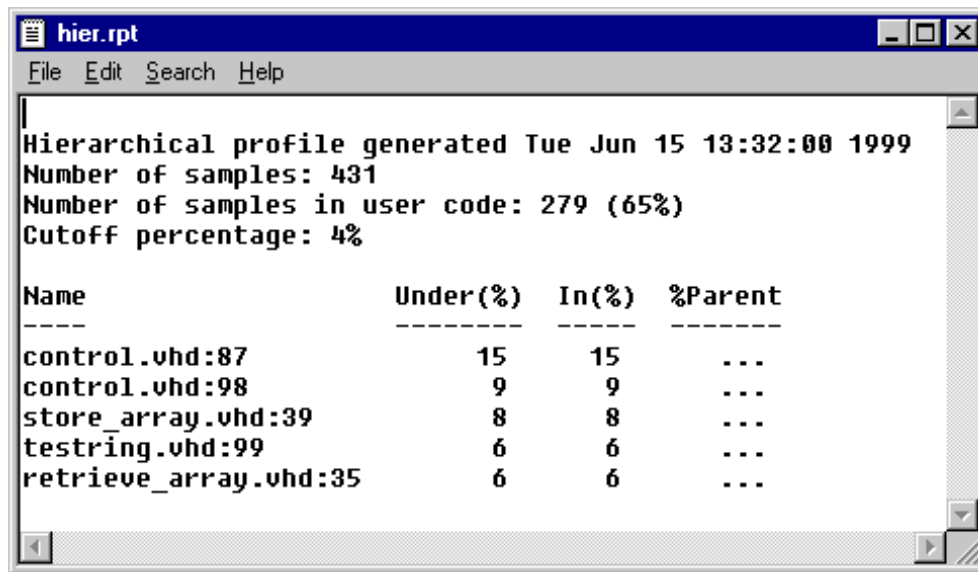 hier.rpt
File Edit Search Help
Hierarchical profile generated Tue Jun 15 13:32:00 1999
Number of samples: 431
Number of samples in user code: 279 (65%)
Cutoff percentage: 4%
Name Under(%) In(%) %Parent
---- -------- ----- -------
control.vhd:87 15 15 ...
control.vhd:98 9 9 ...
store_array.vhd:39 8 8 ...
testring.vhd:99 6 6 ...
retrieve_array.vhd:35 6 6 ...